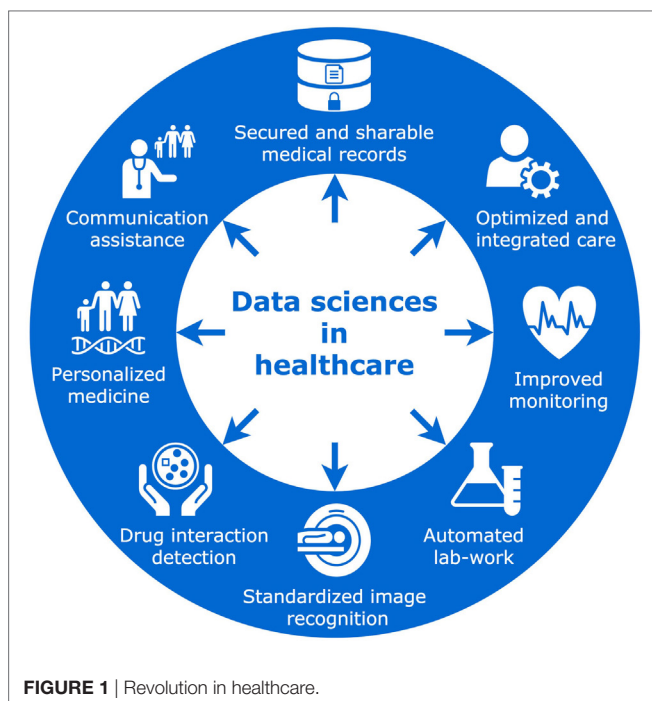 Secured and sharable
medical records
Optimized and
integrated care
Improved
monitoring
Automated
lab-work
Standardized image
recognition
Drug interaction
detection
Personalized
medicine
Communication
assistance
Data sciences
in
healthcare
FIGURE 1 | Revolution in healthcare.